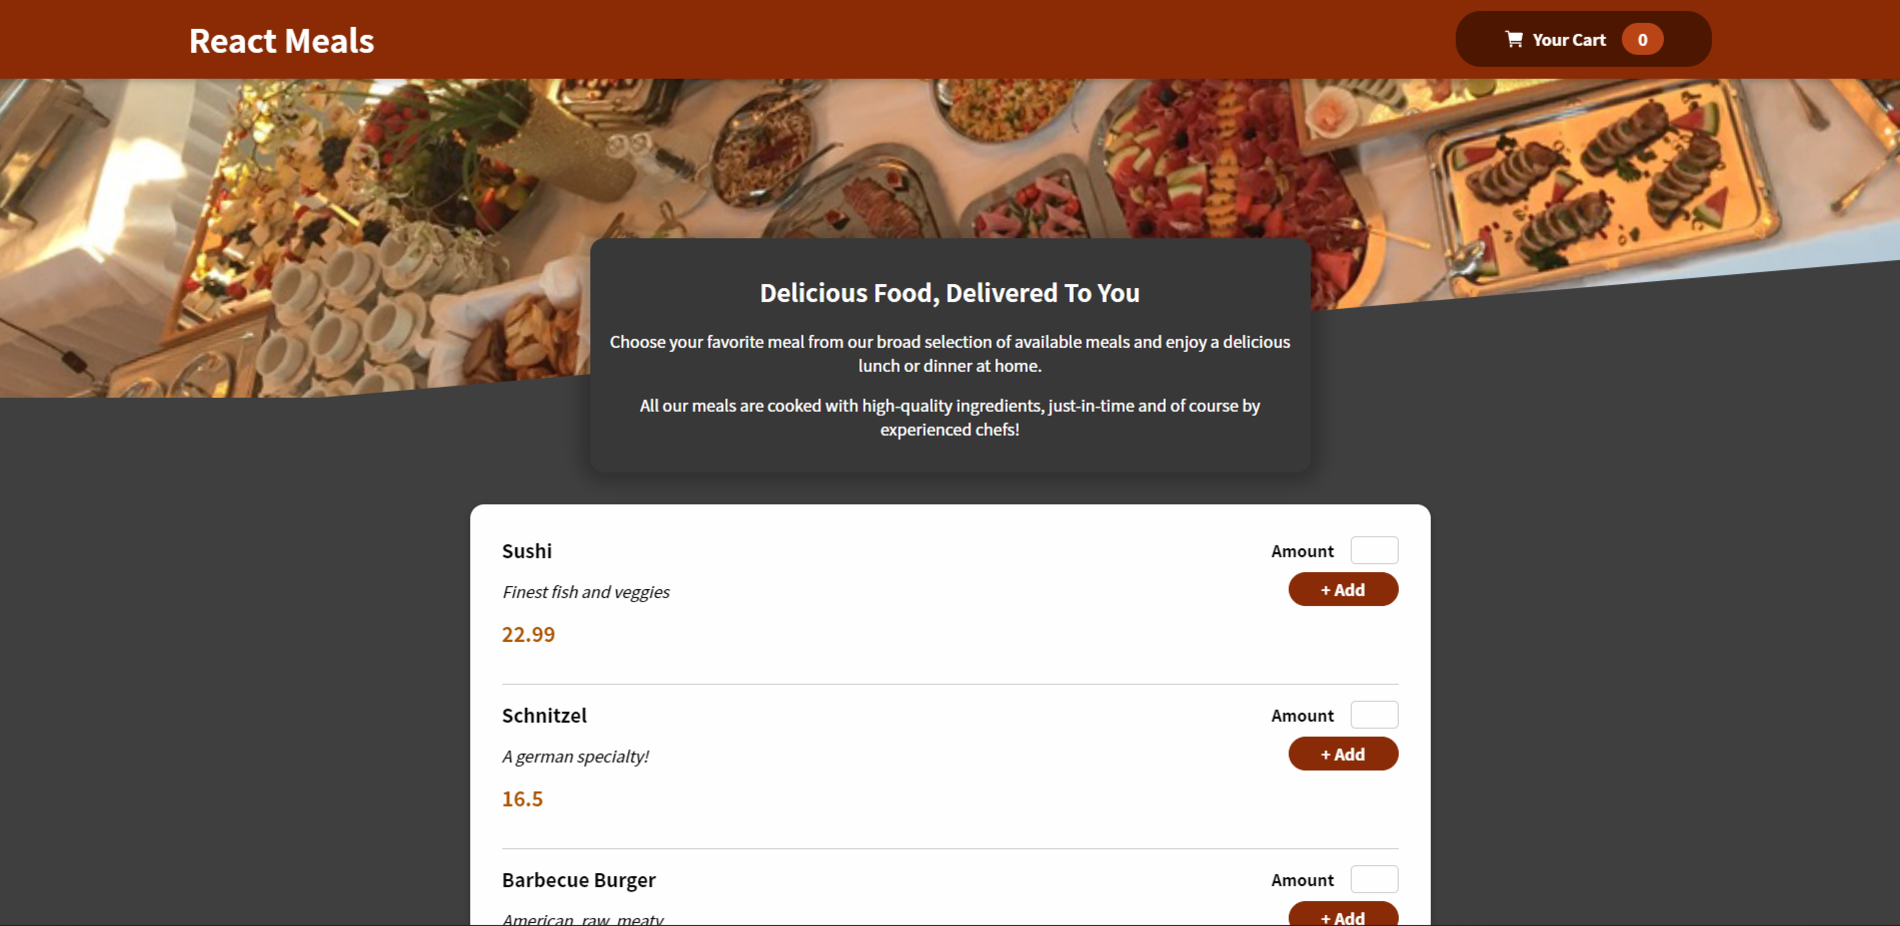 React Meals
Your Cart 0
Delicious Food, Delivered To You
Choose your favorite meal from our broad selection of available meals and enjoy a delicious
lunch or dinner at home.
All our meals are cooked with high-quality ingredients, just-in-time and of course by
experienced chefs!
Sushi
Amount
Finest fish and veggies
+ Add
22.99
Schnitzel
Amount
A german specialty!
+ Add
16.5
Barbecue Burger
Amount
American, raw, meaty
+ Add